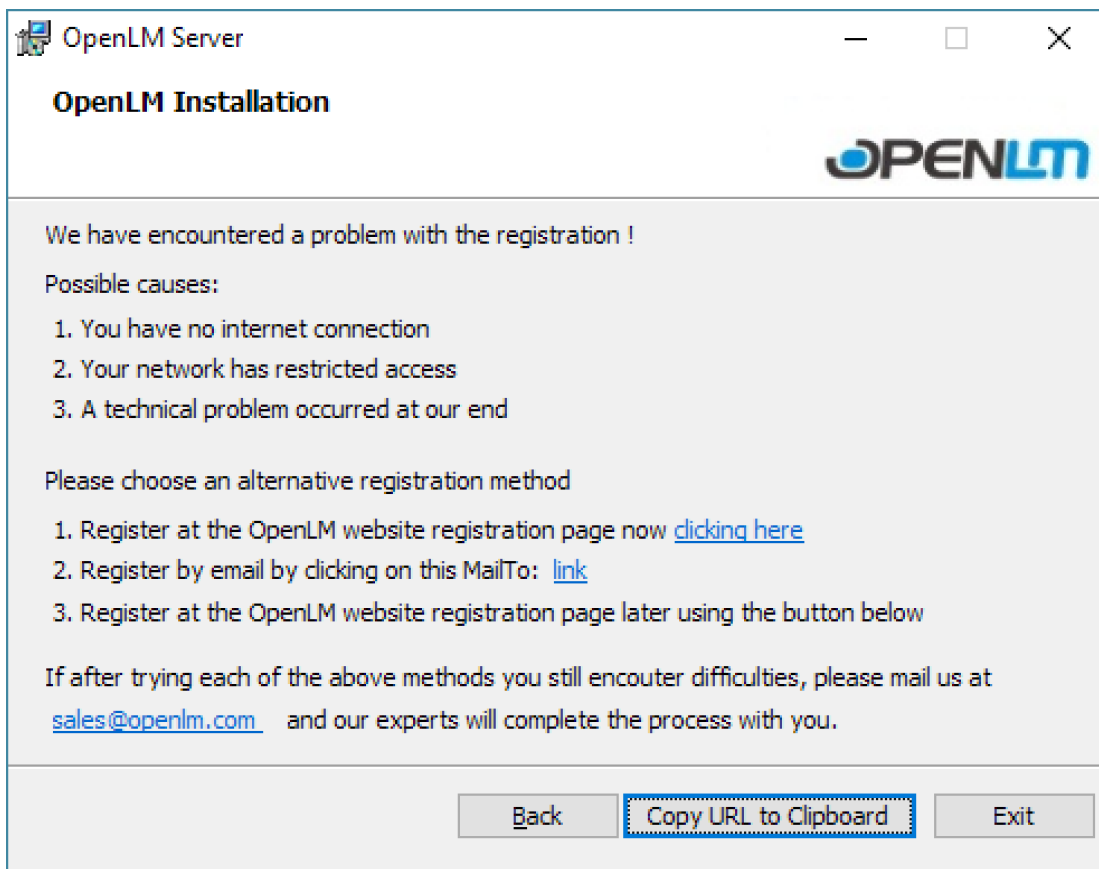 OpenLM Server
OpenLM Installation
OPENLM
We have encountered a problem with the registration !
Possible causes:
1. You have no internet connection
2. Your network has restricted access
3. A technical problem occurred at our end
Please choose an alternative registration method
1. Register at the OpenLM website registration page now clicking here
2. Register by email by clicking on this MailTo: link
3. Register at the OpenLM website registration page later using the button below
If after trying each of the above methods you still encouter difficulties, please mail us at
sales@openlm.com and our experts will complete the process with you.
Back Copy URL to Clipboard Exit